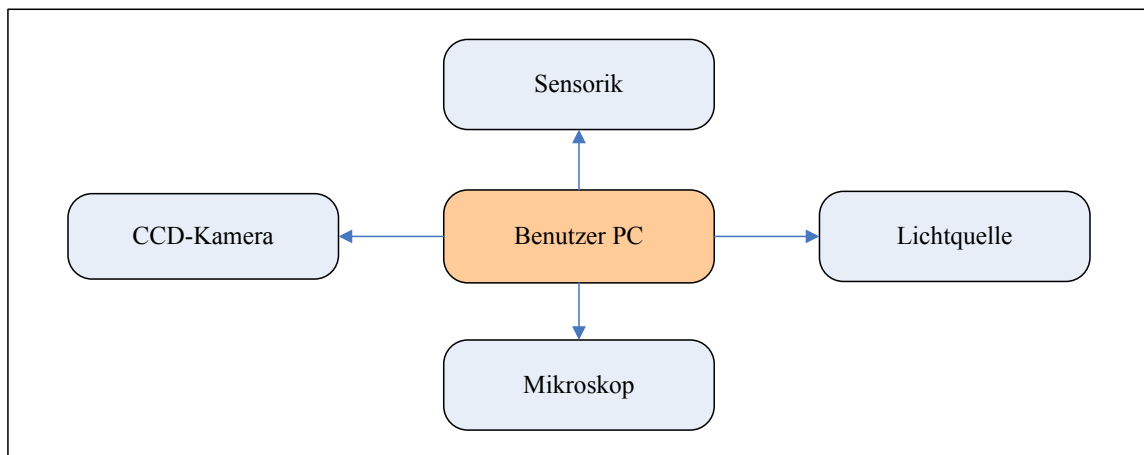 Sensorik
CCD-Kamera
Benutzer PC
Lichtquelle
Mikroskop